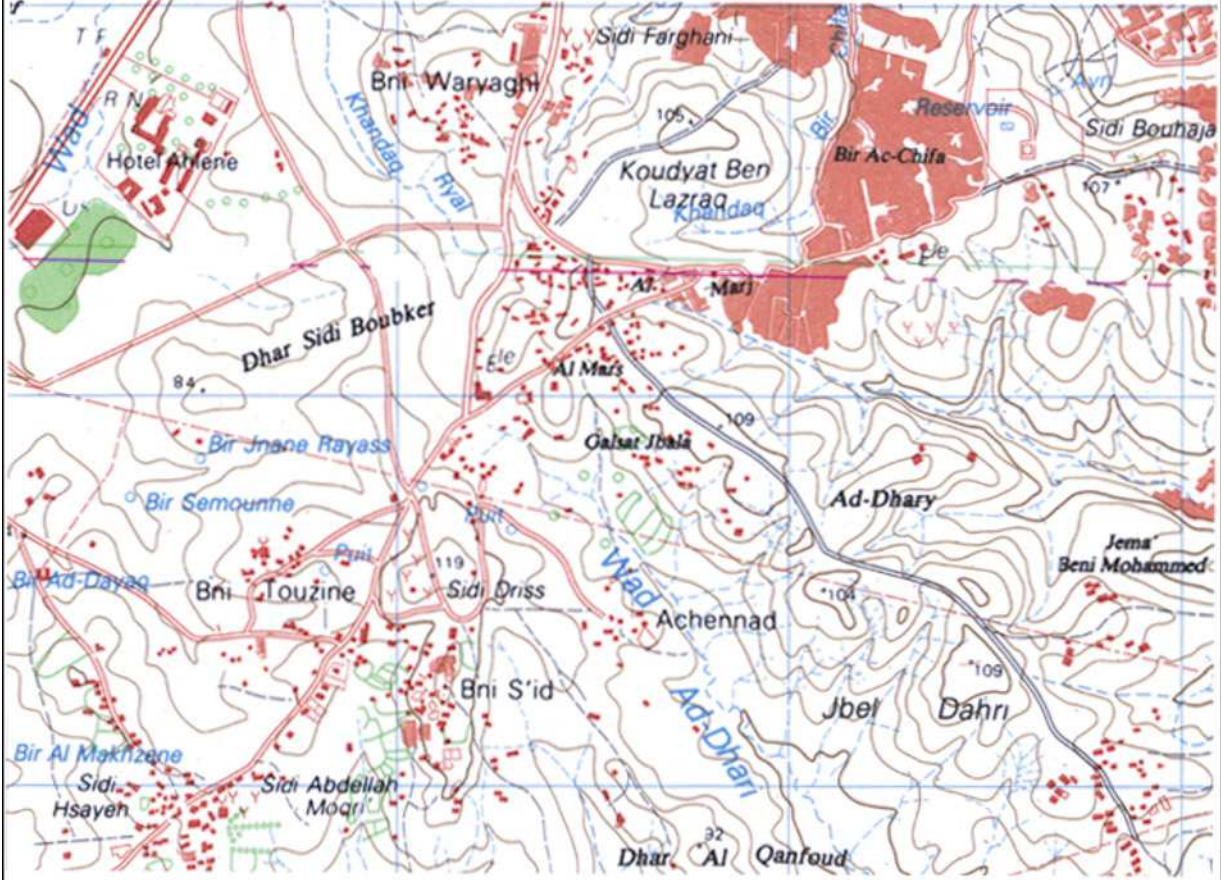 T F
Sidi Farghani
Chifa
Bni Waryaghl
R N
Khandaq
Ayn
105
Bir
Reservoir
Wad
Sidi Bouhaja
Hotel Ahlene
Bir Ac-Chifa
Koudyat Ben
Lazraq
Ryal
107
Khandaq
U
Ele
Al Marj
Dhar Sidi Boubker
Ele
Al Mars
84
109
Galsat Jbala
Bir Jnane Rayass
Bir Semounne
Ad-Dhary
Puit
Jema'
Beni Mohammed
Puit
Wad
Bir Ad-Dayaq
119
Bni Touzine
Sidi Driss
104
Achennad
109
Bni S'id
Jbel Dahri
Ad-Dhari
Bir Al Makhzene
Sidi
Hsayen
Sidi Abdellah
Moqri
92
Dhar Al Qanfoud